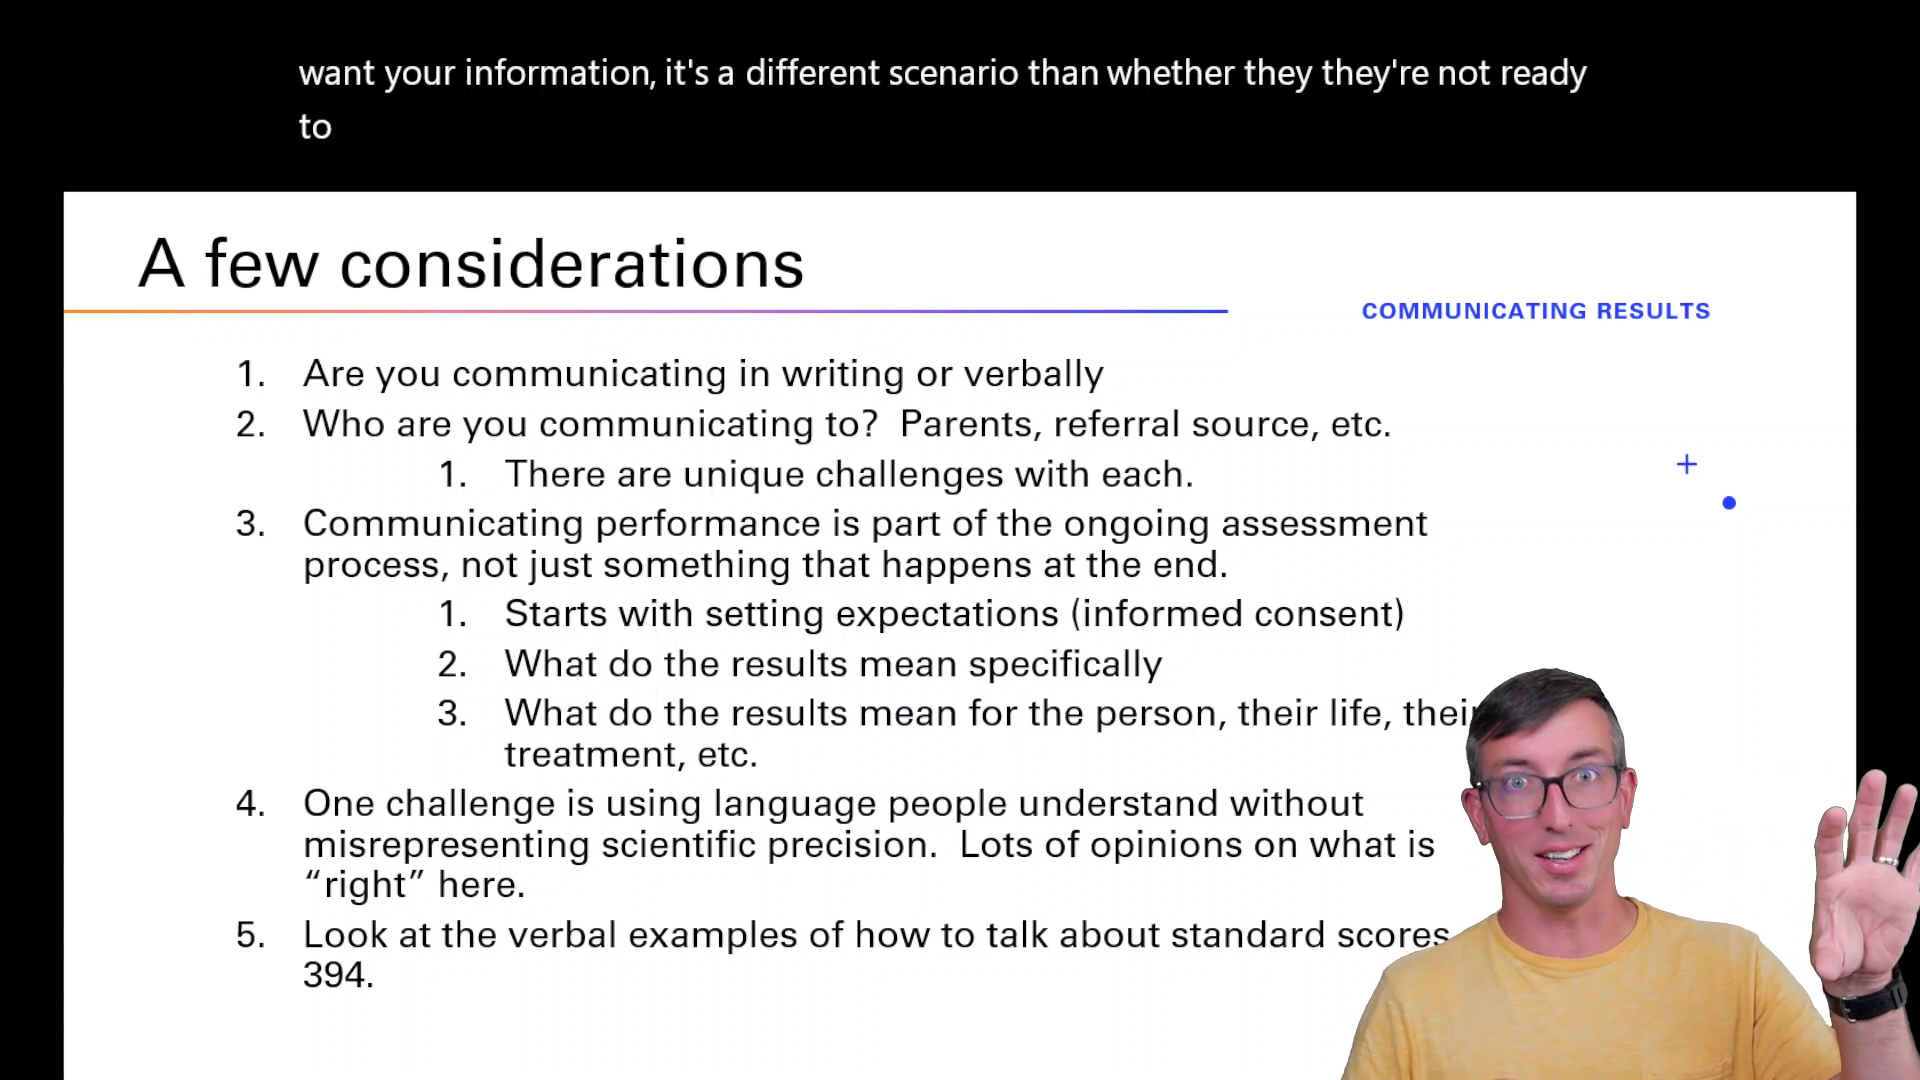 want your information, it's a different scenario than whether they they're not ready
to
A few considerations
COMMUNICATING RESULTS
1. Are you communicating in writing or verbally
2. Who are you communicating to?  Parents, referral source, etc.
1. There are unique challenges with each.
3. Communicating performance is part of the ongoing assessment
process, not just something that happens at the end.
1. Starts with setting expectations (informed consent)
2. What do the results mean specifically
3. What do the results mean for the person, their life, their
treatment, etc.
4. One challenge is using language people understand without
misrepresenting scientific precision.  Lots of opinions on what is
“right” here.
5. Look at the verbal examples of how to talk about standard scores
394.